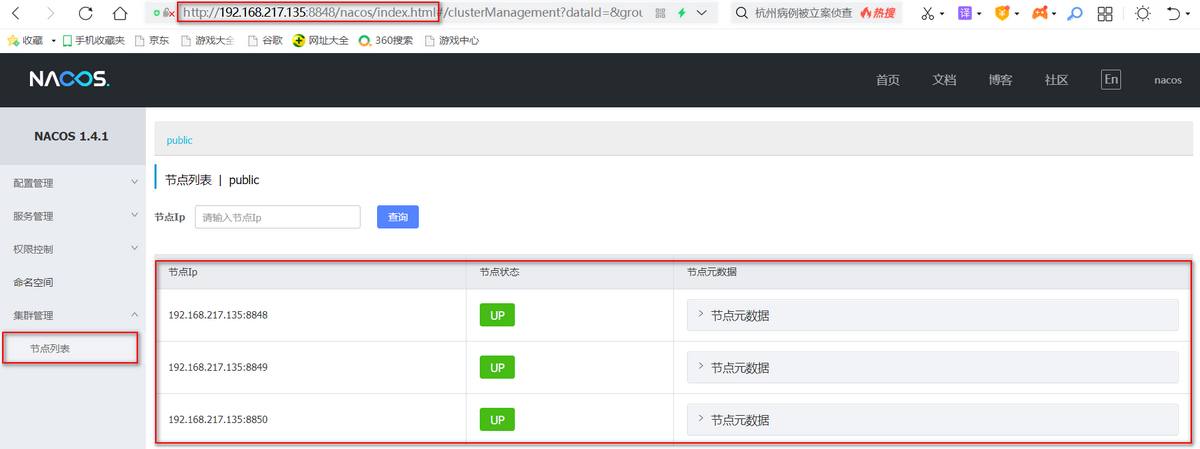 http://192.168.217.135:8848/nacos/index.html#/clusterManagement?dataId=&grou
杭州病例被立案侦查 热搜
译
收藏 手机收藏夹 京东 游戏大全 谷歌 网址大全 360搜索 游戏中心
NACOS.
首页 文档 博客 社区 En nacos
NACOS 1.4.1
配置管理
服务管理
权限控制
命名空间
集群管理
节点列表
public
节点列表 | public
节点Ip 请输入节点Ip 查询
节点Ip 节点状态 节点元数据
192.168.217.135:8848 UP 节点元数据
192.168.217.135:8849 UP 节点元数据
192.168.217.135:8850 UP 节点元数据